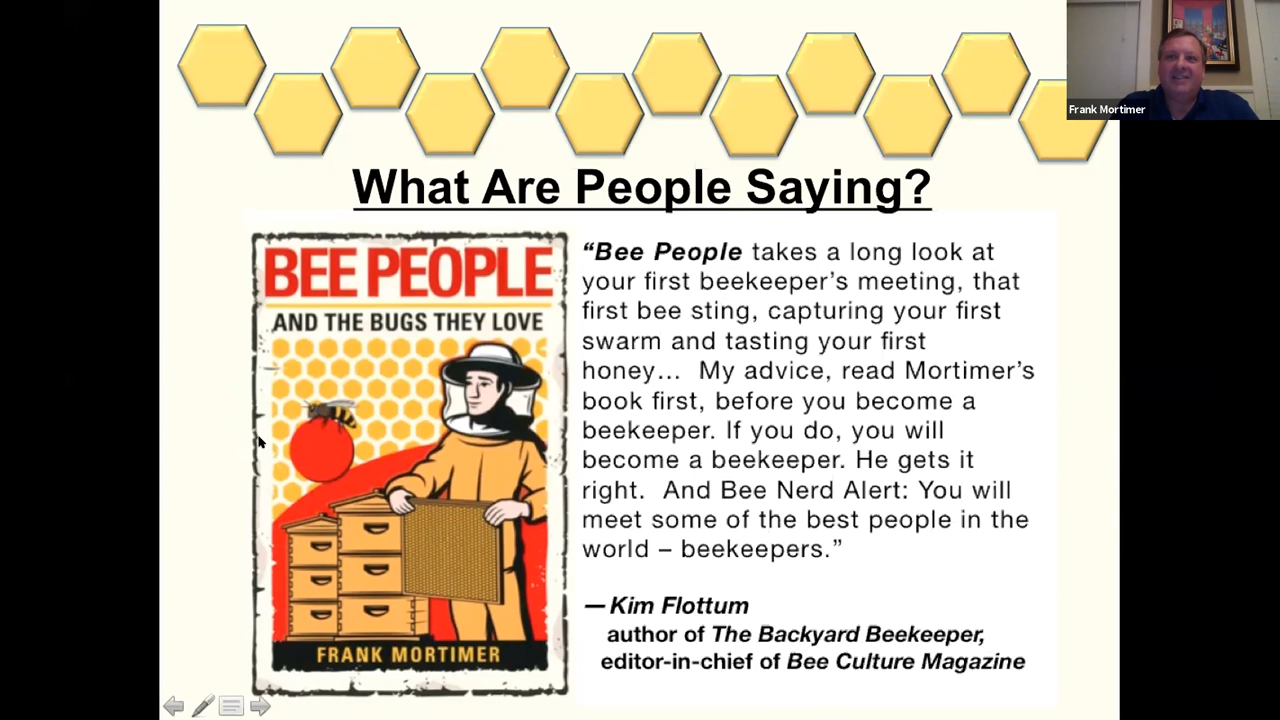 Frank Mortimer
What Are People Saying?
BEE PEOPLE
AND THE BUGS THEY LOVE
FRANK MORTIMER
“Bee People takes a long look at
your first beekeeper’s meeting, that
first bee sting, capturing your first
swarm and tasting your first
honey… My advice, read Mortimer’s
book first, before you become a
beekeeper. If you do, you will
become a beekeeper. He gets it
right. And Bee Nerd Alert: You will
meet some of the best people in the
world – beekeepers.”
— Kim Flottum
author of The Backyard Beekeeper,
editor-in-chief of Bee Culture Magazine